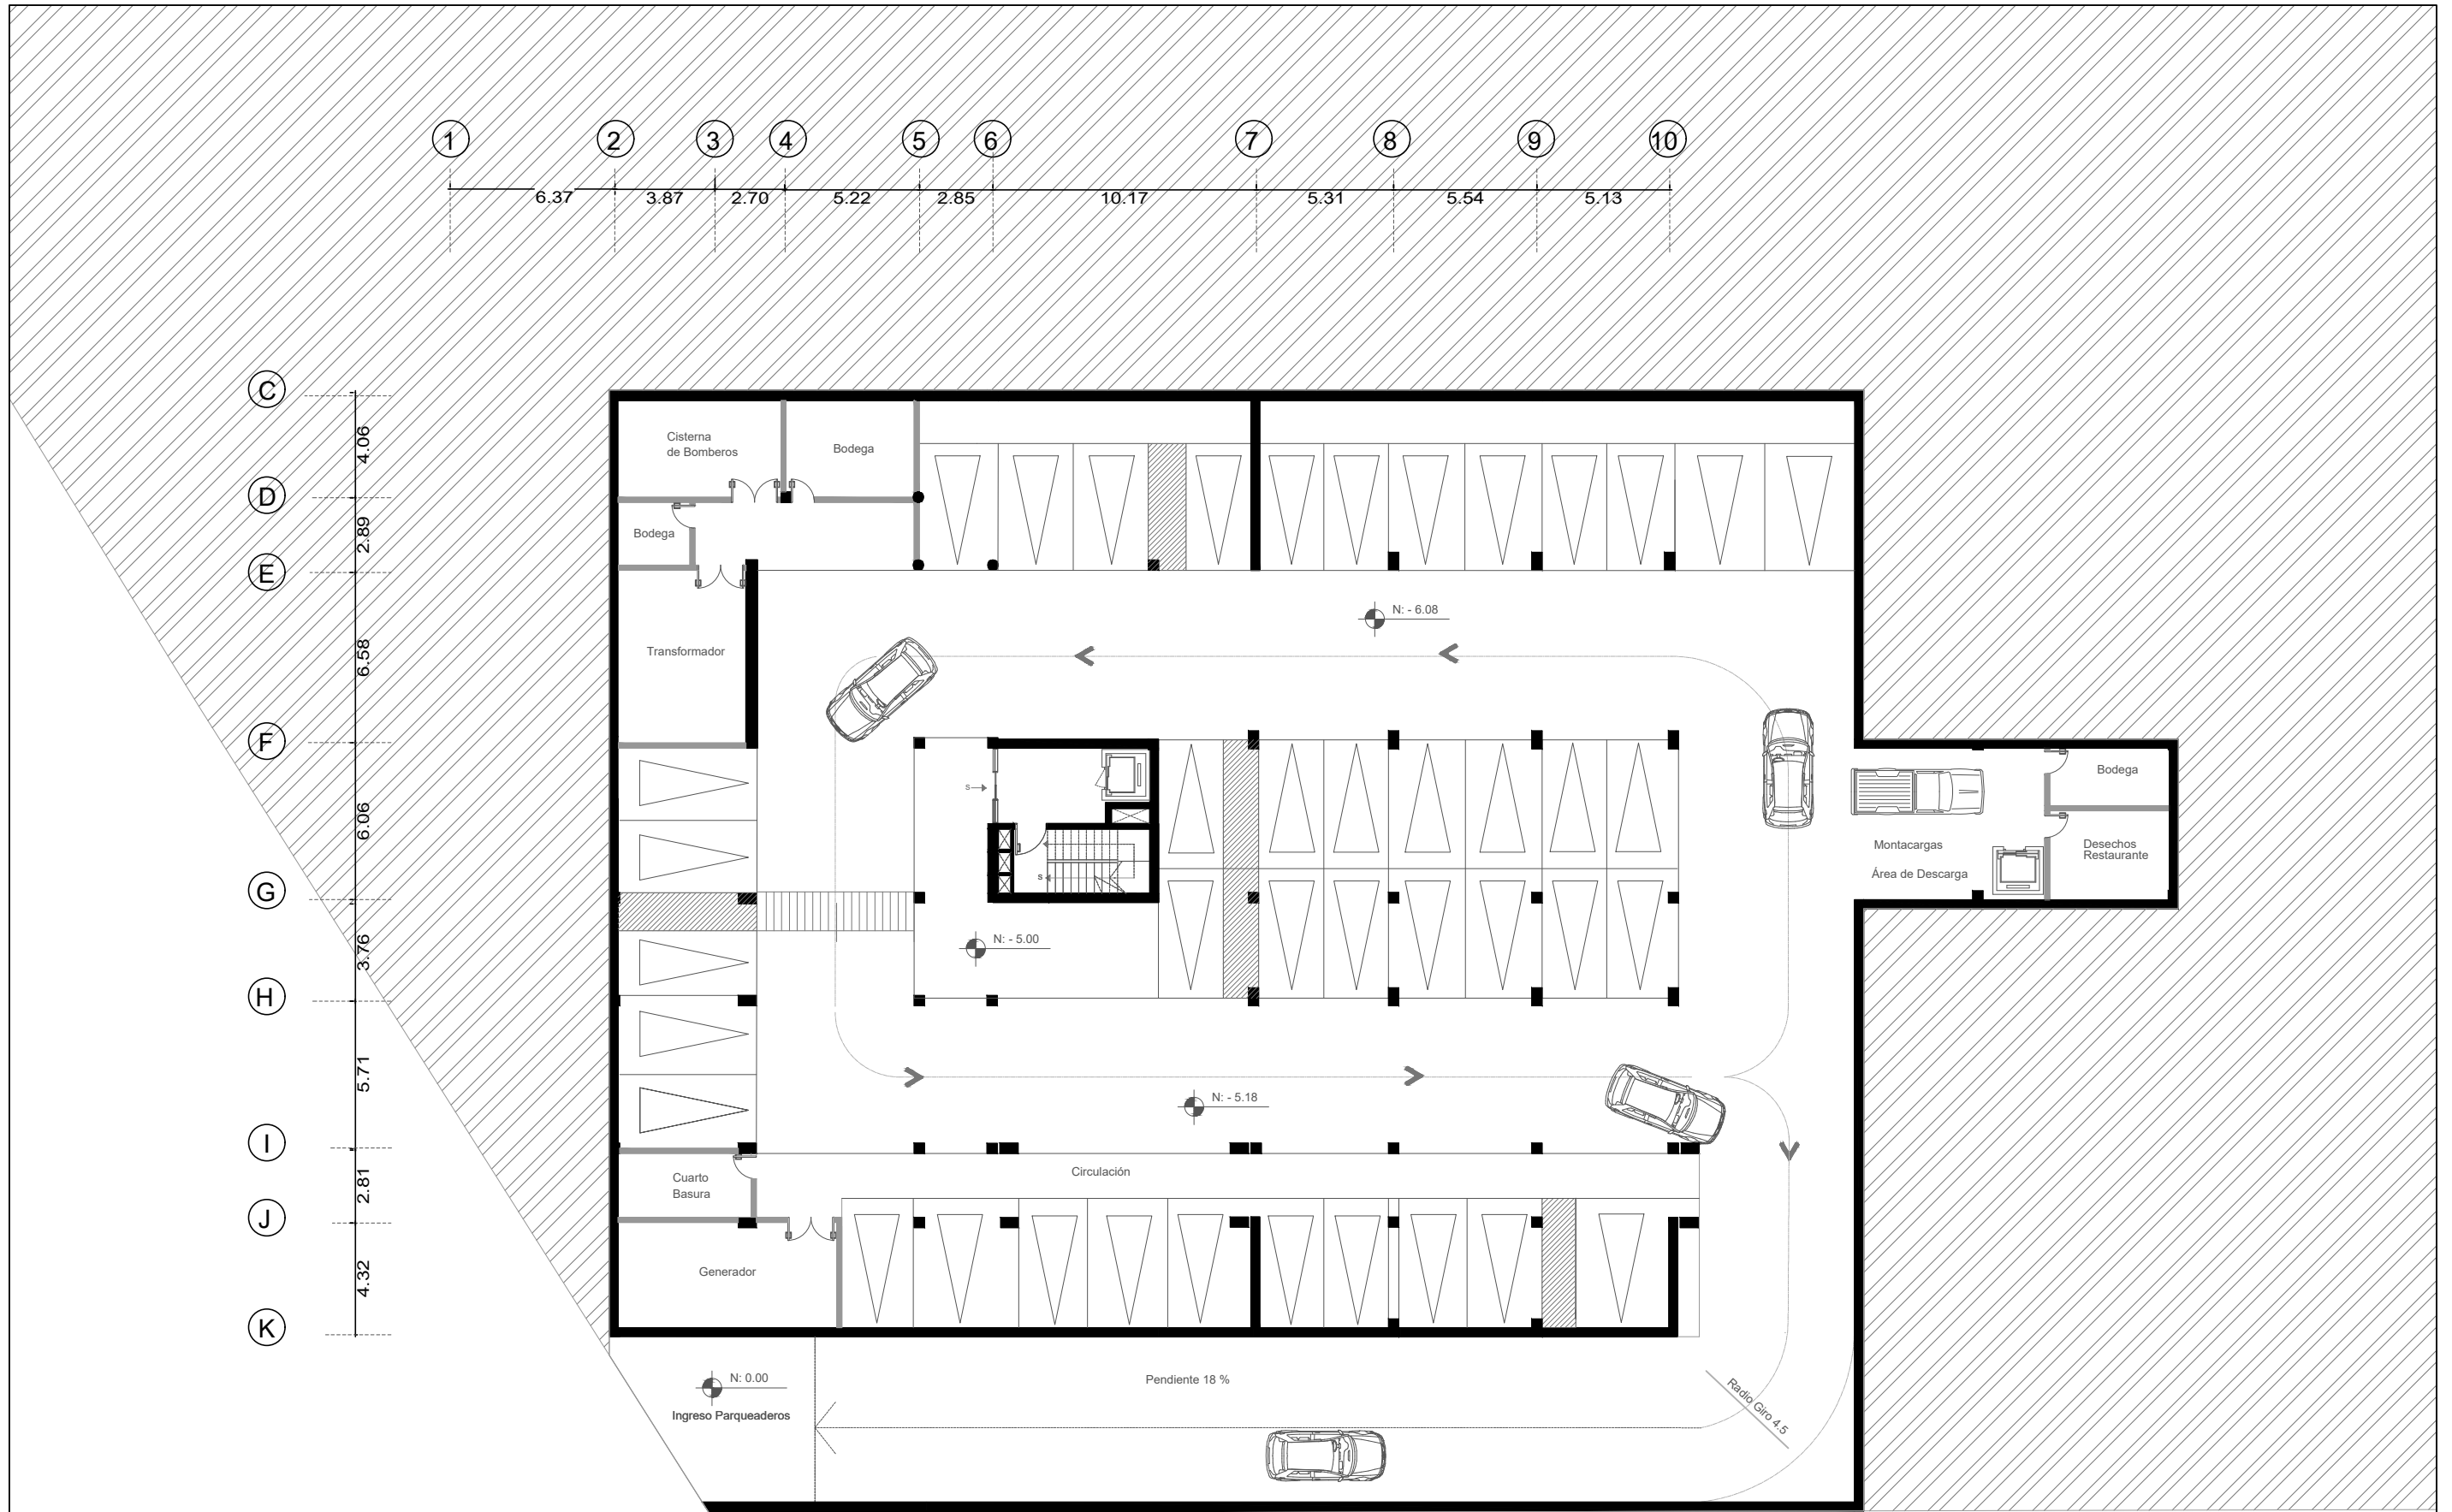 1 2 3 4 5 6 7 8 9 10
6.37 3.87 2.70 5.22 2.85 10.17 5.31 5.54 5.13
C
4.06
D
2.89
E
6.58
F
6.06
G
3.76
H
5.71
I
2.81
J
4.32
K
Cisterna
de Bomberos
Bodega
Bodega
Transformador
N: - 6.08
S
S
N: - 5.00
Bodega
Montacargas
Área de Descarga
Desechos
Restaurante
N: - 5.18
Circulación
Cuarto
Basura
Generador
N: 0.00
Ingreso Parqueaderos
Pendiente 18 %
Radio Giro 4.5